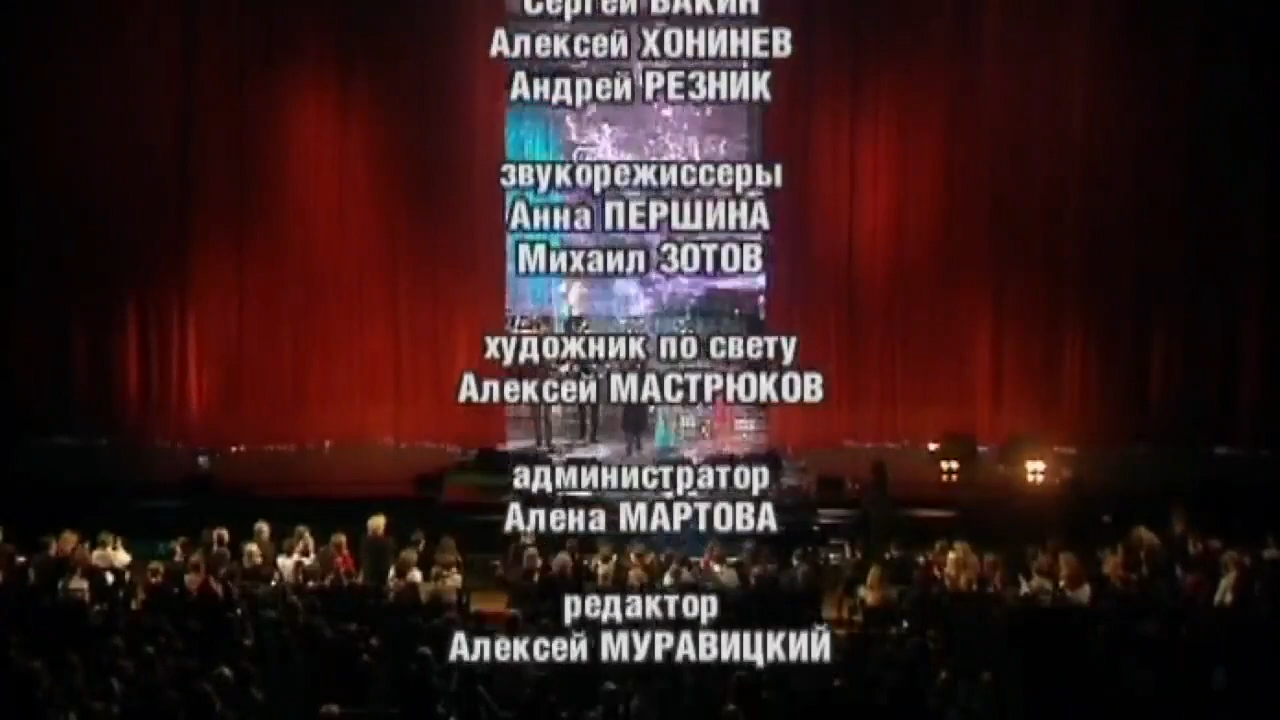 Сергей
Алексей ХОНИНЕВ
Андрей РЕЗНИК
звукорежиссеры
Анна ПЕРШИНА
Михаил ЗОТОВ
художник по свету
Алексей МАСТРЮКОВ
администратор
Алена МАРТОВА
редактор
Алексей МУРАВИЦКИЙ